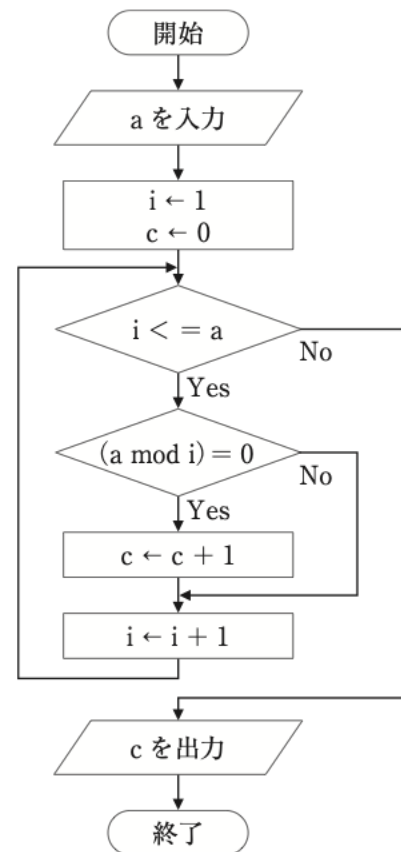 開始
a を入力
i ← 1
c ← 0
i < = a
No
Yes
(a mod i) = 0
No
Yes
c ← c + 1
i ← i + 1
c を出力
終了